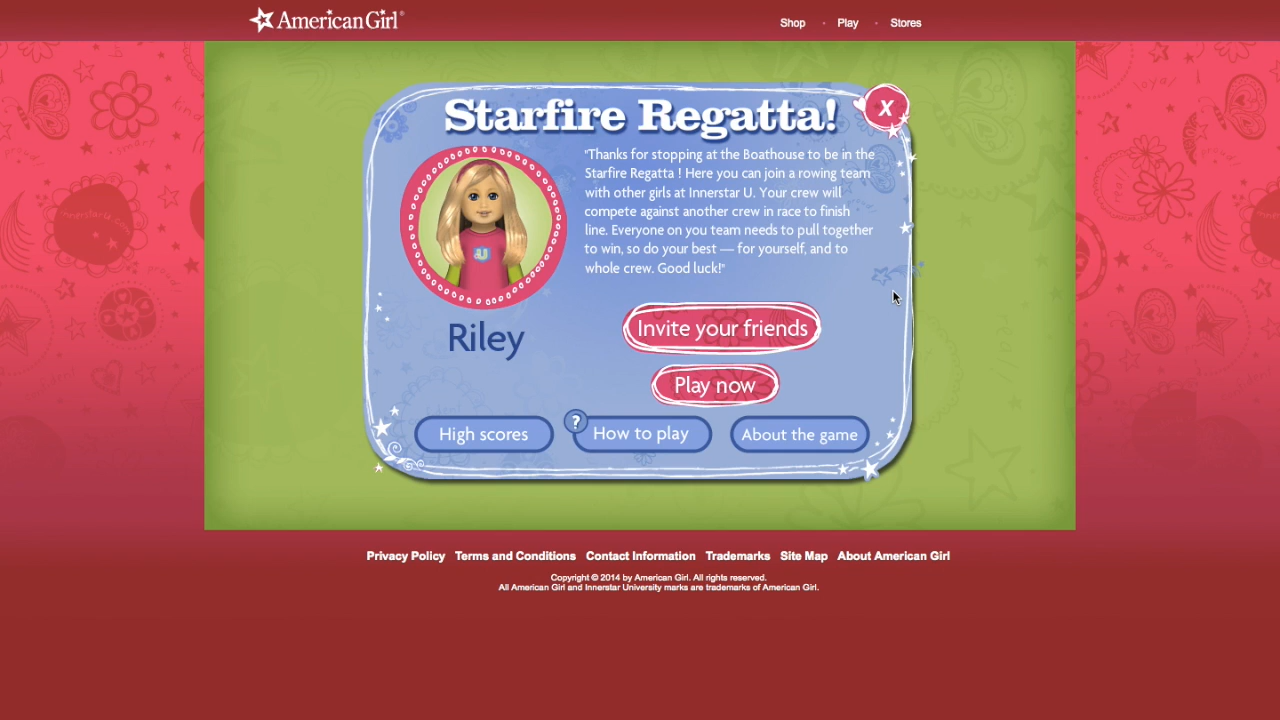 American Girl®
Shop • Play • Stores
Starfire Regatta!
X
"Thanks for stopping at the Boathouse to be in the
Starfire Regatta ! Here you can join a rowing team
with other girls at Innerstar U. Your crew will
compete against another crew in race to finish
line. Everyone on you team needs to pull together
to win, so do your best — for yourself, and to
whole crew. Good luck!"
U
Riley
Invite your friends
Play now
High scores
?
How to play
About the game
Privacy Policy Terms and Conditions Contact Information Trademarks Site Map About American Girl
Copyright © 2014 by American Girl. All rights reserved.
All American Girl and Innerstar University marks are trademarks of American Girl.